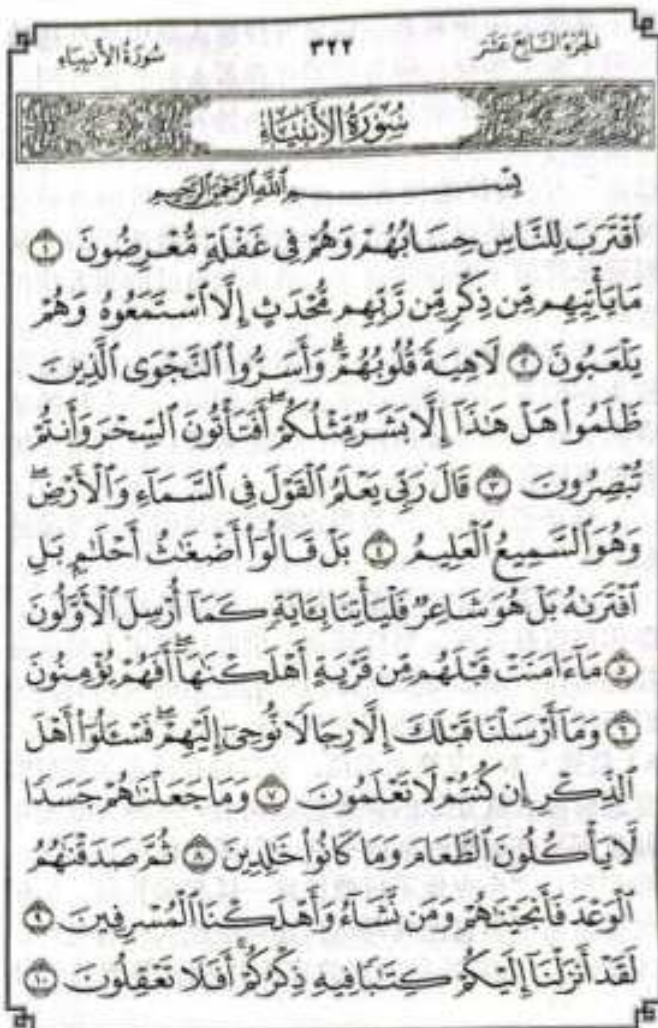 الجزء السابع عشر ٣٢٢ سورة الأنبياء
سُورَةُ الأَنْبِيَاءِ
بِسْمِ اللَّهِ الرَّحْمَٰنِ الرَّحِيمِ
ٱقْتَرَبَ لِلنَّاسِ حِسَابُهُمْ وَهُمْ فِى غَفْلَةٍ مُّعْرِضُونَ ١
مَا يَأْتِيهِم مِّن ذِكْرٍ مِّن رَّبِّهِم مُّحْدَثٍ إِلَّا ٱسْتَمَعُوهُ وَهُمْ
يَلْعَبُونَ ٢ لَاهِيَةً قُلُوبُهُمْ ۗ وَأَسَرُّوا۟ ٱلنَّجْوَى ٱلَّذِينَ
ظَلَمُوا۟ هَلْ هَـٰذَآ إِلَّا بَشَرٌ مِّثْلُكُمْ ۖ أَفَتَأْتُونَ ٱلسِّحْرَ وَأَنتُمْ
تُبْصِرُونَ ٣ قَالَ رَبِّى يَعْلَمُ ٱلْقَوْلَ فِى ٱلسَّمَآءِ وَٱلْأَرْضِ ۖ
وَهُوَ ٱلسَّمِيعُ ٱلْعَلِيمُ ٤ بَلْ قَالُوٓا۟ أَضْغَـٰثُ أَحْلَـٰمٍۭ بَلِ
ٱفْتَرَىٰهُ بَلْ هُوَ شَاعِرٌ فَلْيَأْتِنَا بِـَٔايَةٍ كَمَآ أُرْسِلَ ٱلْأَوَّلُونَ
٥ مَآ ءَامَنَتْ قَبْلَهُم مِّن قَرْيَةٍ أَهْلَكْنَـٰهَآ ۖ أَفَهُمْ يُؤْمِنُونَ
٦ وَمَآ أَرْسَلْنَا قَبْلَكَ إِلَّا رِجَالًا نُّوحِىٓ إِلَيْهِمْ ۖ فَسْـَٔلُوٓا۟ أَهْلَ
ٱلذِّكْرِ إِن كُنتُمْ لَا تَعْلَمُونَ ٧ وَمَا جَعَلْنَـٰهُمْ جَسَدًا
لَّا يَأْكُلُونَ ٱلطَّعَامَ وَمَا كَانُوا۟ خَـٰلِدِينَ ٨ ثُمَّ صَدَقْنَـٰهُمُ
ٱلْوَعْدَ فَأَنجَيْنَـٰهُمْ وَمَن نَّشَآءُ وَأَهْلَكْنَا ٱلْمُسْرِفِينَ ٩
لَقَدْ أَنزَلْنَآ إِلَيْكُمْ كِتَـٰبًا فِيهِ ذِكْرُكُمْ ۖ أَفَلَا تَعْقِلُونَ ١٠